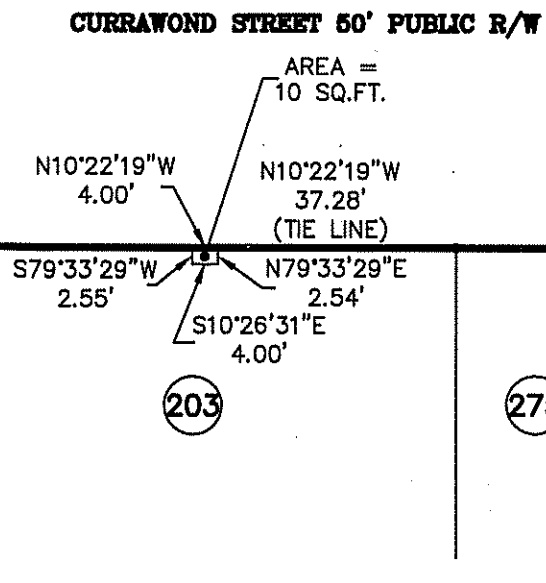 CURRAWOND STREET 50' PUBLIC R/W
AREA =
10 SQ.FT.
N10°22'19"W
4.00'
N10°22'19"W
37.28'
(TIE LINE)
S79°33'29"W
2.55'
N79°33'29"E
2.54'
S10°26'31"E
4.00'
203